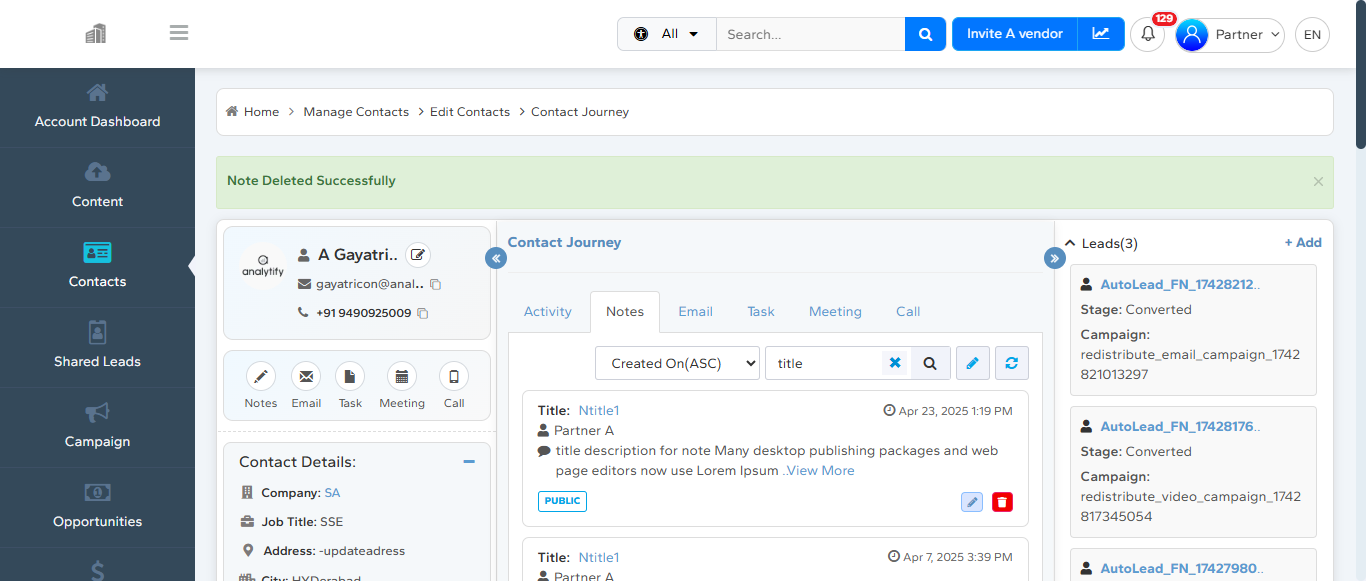 All
Search...
Invite A vendor
129
Partner
EN
Account Dashboard
Content
Contacts
Shared Leads
Campaign
Opportunities
Home > Manage Contacts > Edit Contacts > Contact Journey
Note Deleted Successfully
×
analytify
A Gayatri..
gayatricon@anal..
+91 9490925009
Notes Email Task Meeting Call
Contact Details:
Company: SA
Job Title: SSE
Address: -updateadress
City: HYDerabad
Contact Journey
Activity Notes Email Task Meeting Call
Created On(ASC)
title
Title: Ntitle1
Apr 23, 2025 1:19 PM
Partner A
title description for note Many desktop publishing packages and web
page editors now use Lorem Ipsum ..View More
PUBLIC
Title: Ntitle1
Apr 7, 2025 3:39 PM
Partner A
Leads(3)
+ Add
AutoLead_FN_17428212..
Stage: Converted
Campaign:
redistribute_email_campaign_1742
821013297
AutoLead_FN_17428176..
Stage: Converted
Campaign:
redistribute_video_campaign_1742
817345054
AutoLead_FN_17427980..